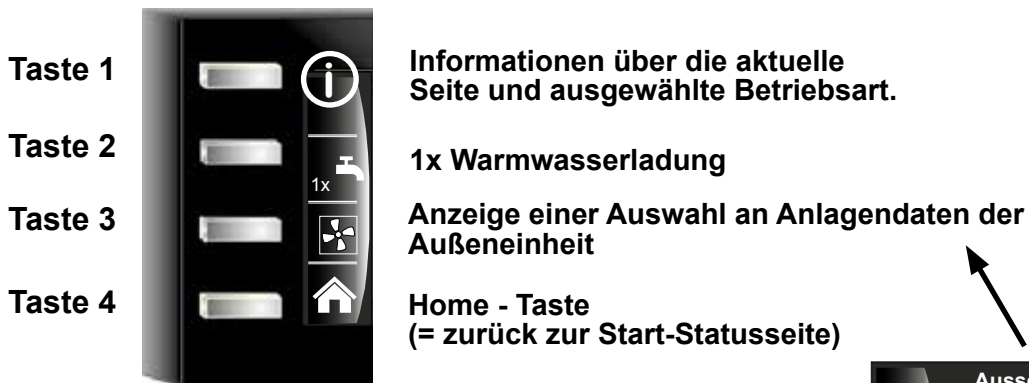 Taste 1
Informationen über die aktuelle
Seite und ausgewählte Betriebsart.
Taste 2
1x
1x Warmwasserladung
Taste 3
Anzeige einer Auswahl an Anlagendaten der
Außeneinheit
Taste 4
Home - Taste
(= zurück zur Start-Statusseite)